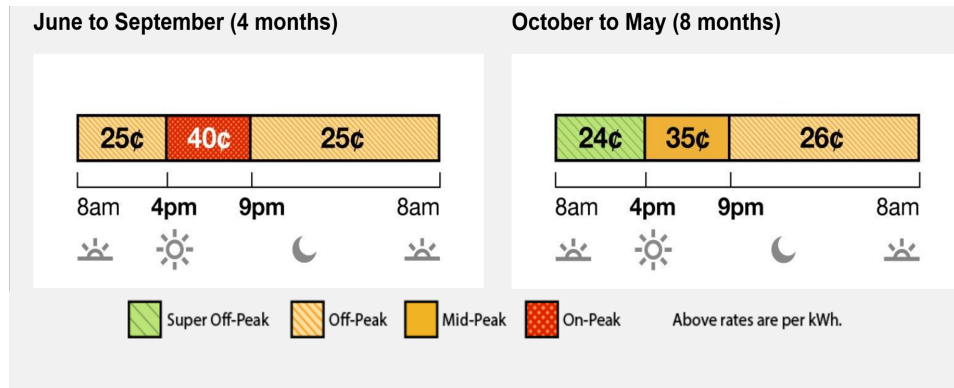 June to September (4 months)
October to May (8 months)
25¢ 40¢ 25¢
8am 4pm 9pm 8am
24¢ 35¢ 26¢
8am 4pm 9pm 8am
Super Off-Peak Off-Peak Mid-Peak On-Peak Above rates are per kWh.